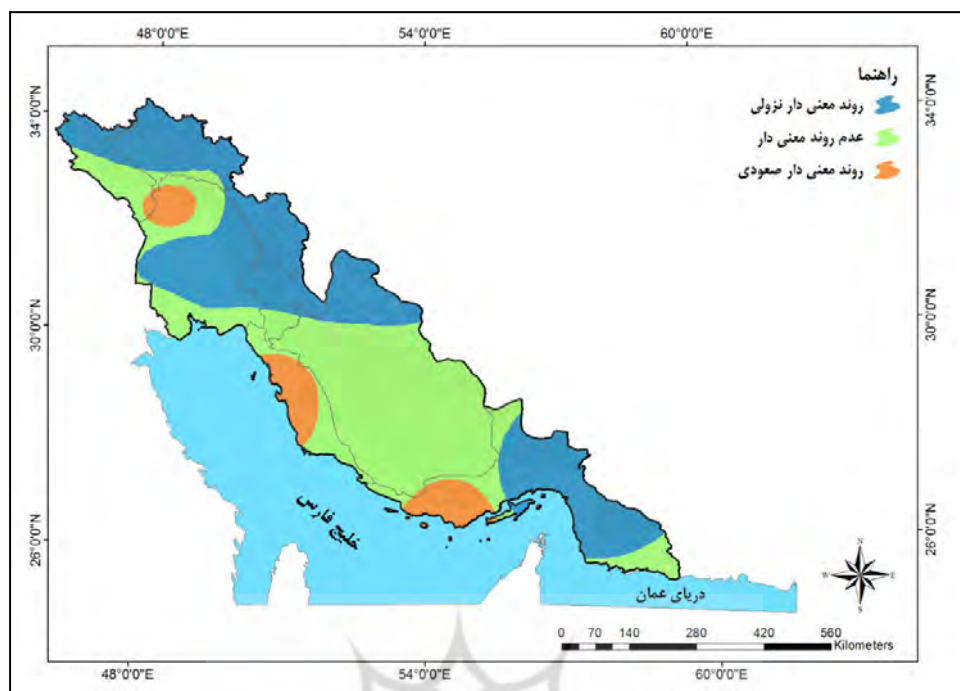 48°0'0"E 54°0'0"E 60°0'0"E
راهنما
روند معنی دار نزولی
عدم روند معنی دار
روند معنی دار صعودی
34°0'0"N 34°0'0"N
30°0'0"N 30°0'0"N
26°0'0"N 26°0'0"N
خلیج فارس
دریای عمان
N
W E
S
0 70 140 280 420 560
Kilometers
48°0'0"E 54°0'0"E 60°0'0"E